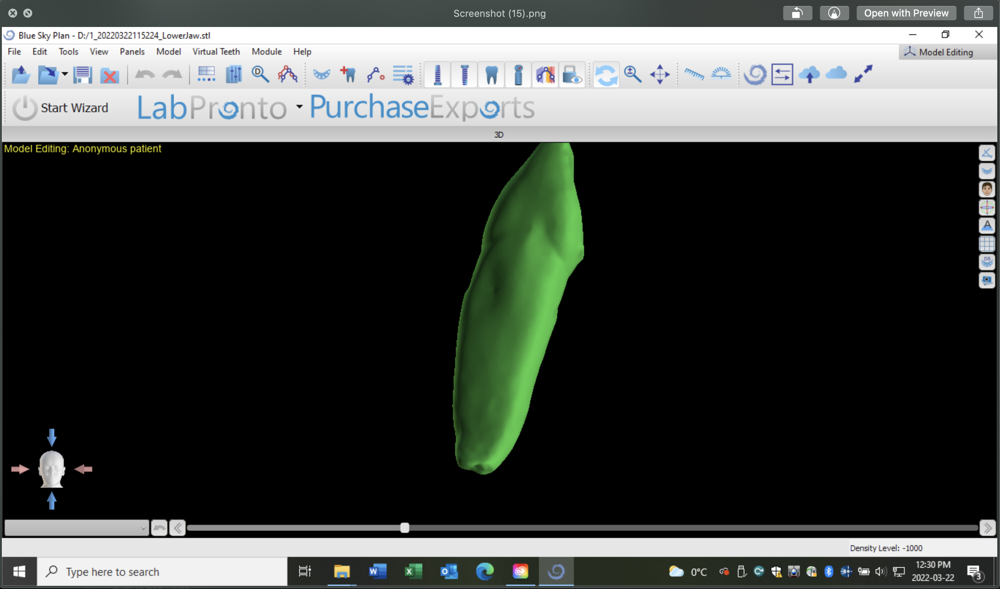 Screenshot (15).png
Open with Preview
Blue Sky Plan - D:/1_20220322115224_LowerJaw.stl
File Edit Tools View Panels Model Virtual Teeth Module Help
Model Editing
D
Start Wizard LabPronto PurchaseExports
3D
Model Editing: Anonymous patient
A
DS
Density Level: -1000
Type here to search
0°C
12:30 PM
2022-03-22
3